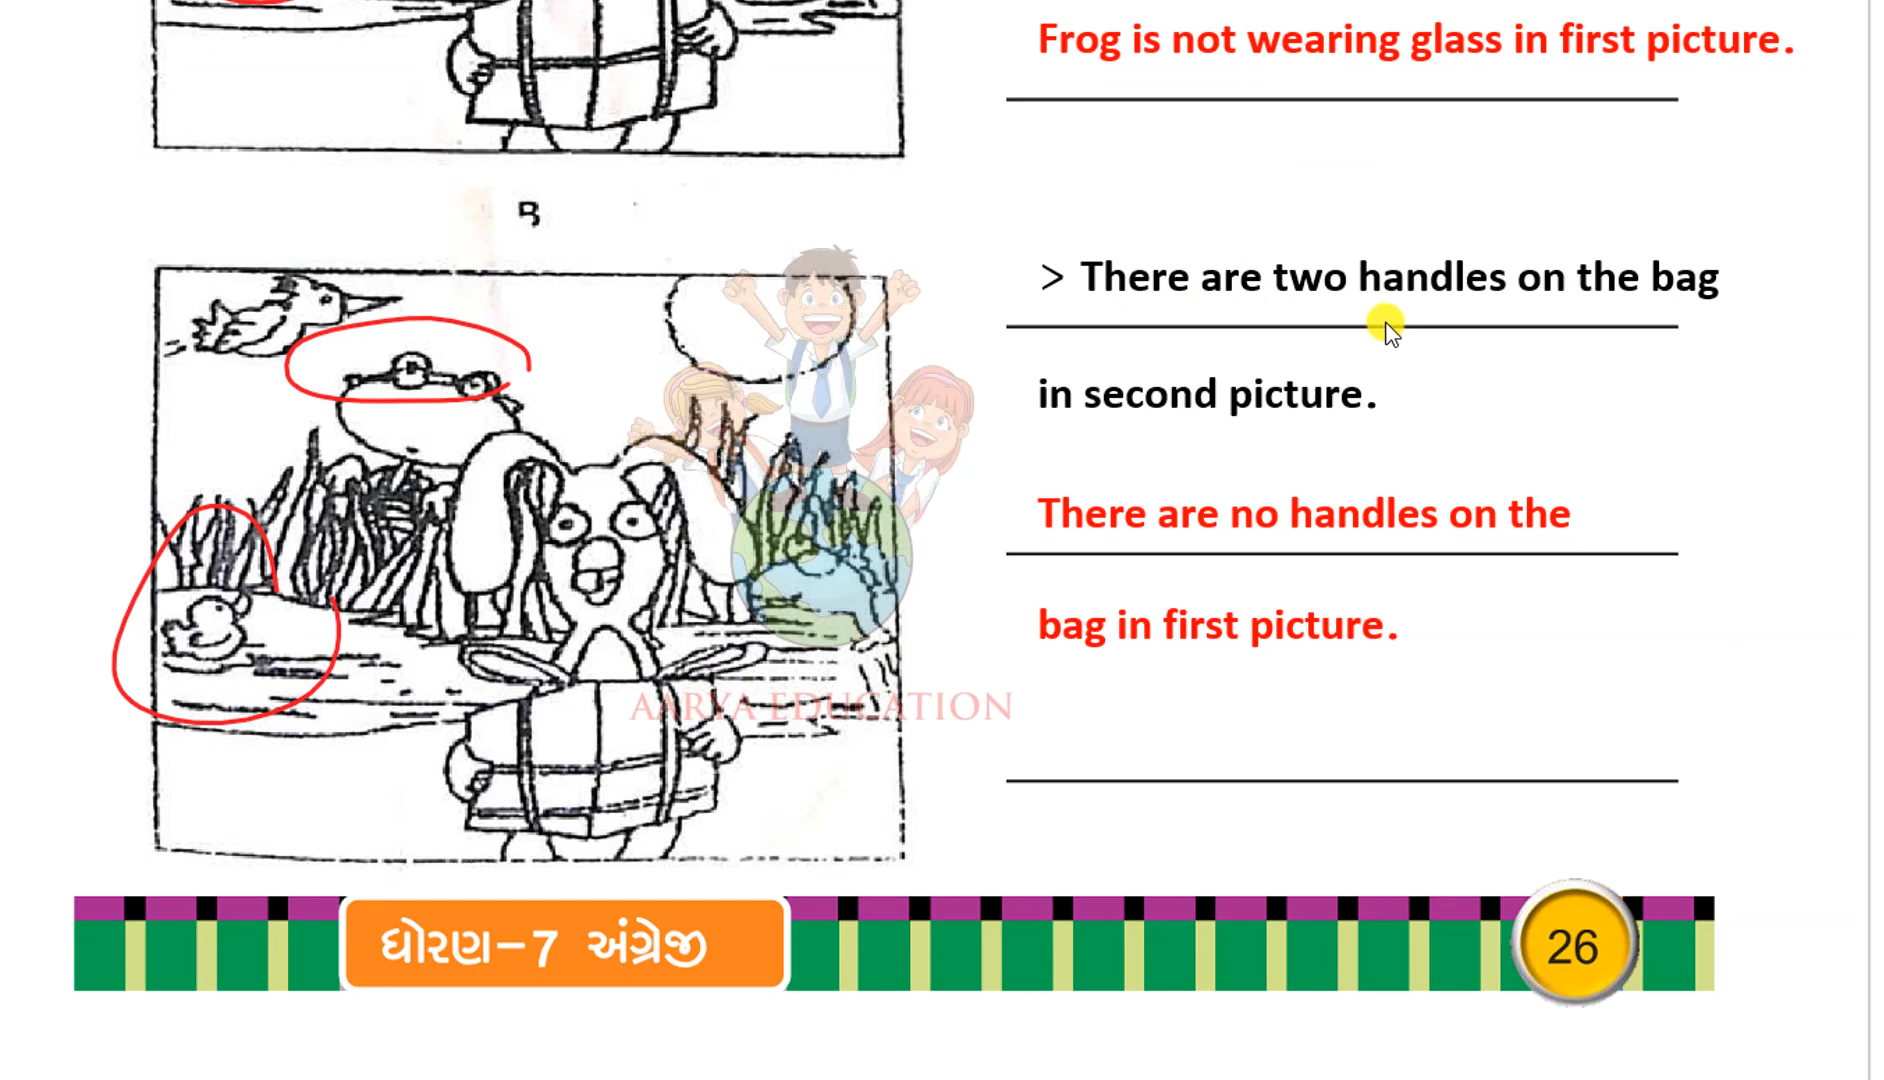 Frog is not wearing glass in first picture.
B
> There are two handles on the bag
in second picture.
There are no handles on the
bag in first picture.
AARYA EDUCATION
ધોરણ-7 અંગ્રેજી
26